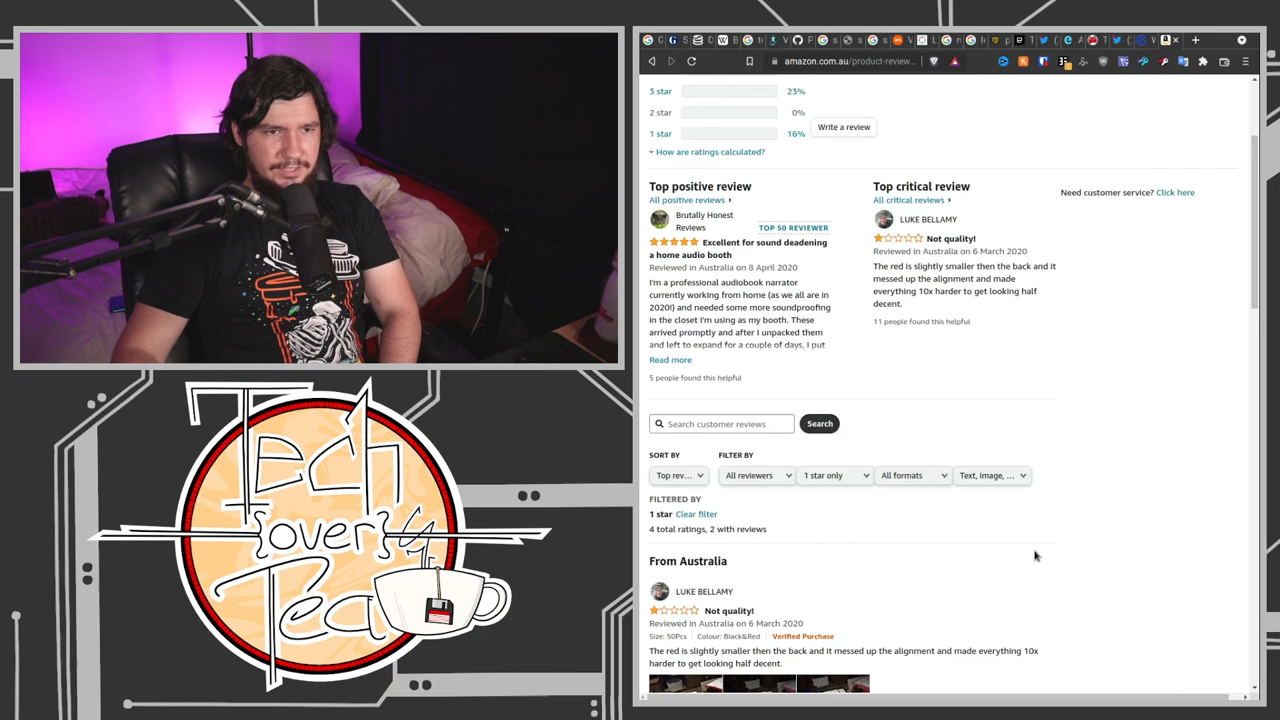 amazon.com.au/product-review...
3 star 23%
2 star 0%
1 star 16%
Write a review
How are ratings calculated?
Top positive review
All positive reviews
Brutally Honest
Reviews
TOP 50 REVIEWER
Excellent for sound deadening
a home audio booth
Reviewed in Australia on 8 April 2020
I'm a professional audiobook narrator
currently working from home (as we all are in
2020!) and needed some more soundproofing
in the closet I'm using as my booth. These
arrived promptly and after I unpacked them
and left to expand for a couple of days, I put
Read more
5 people found this helpful
Top critical review
All critical reviews
LUKE BELLAMY
Not quality!
Reviewed in Australia on 6 March 2020
The red is slightly smaller then the back and it
messed up the alignment and made
everything 10x harder to get looking half
decent.
11 people found this helpful
Need customer service? Click here
Search customer reviews
Search
SORT BY
FILTER BY
Top rev...
All reviewers
1 star only
All formats
Text, image, ...
FILTERED BY
1 star Clear filter
4 total ratings, 2 with reviews
From Australia
LUKE BELLAMY
Not quality!
Reviewed in Australia on 6 March 2020
Size: 50Pcs Colour: Black&Red Verified Purchase
The red is slightly smaller then the back and it messed up the alignment and made everything 10x
harder to get looking half decent.
Tech
{over}
Tea